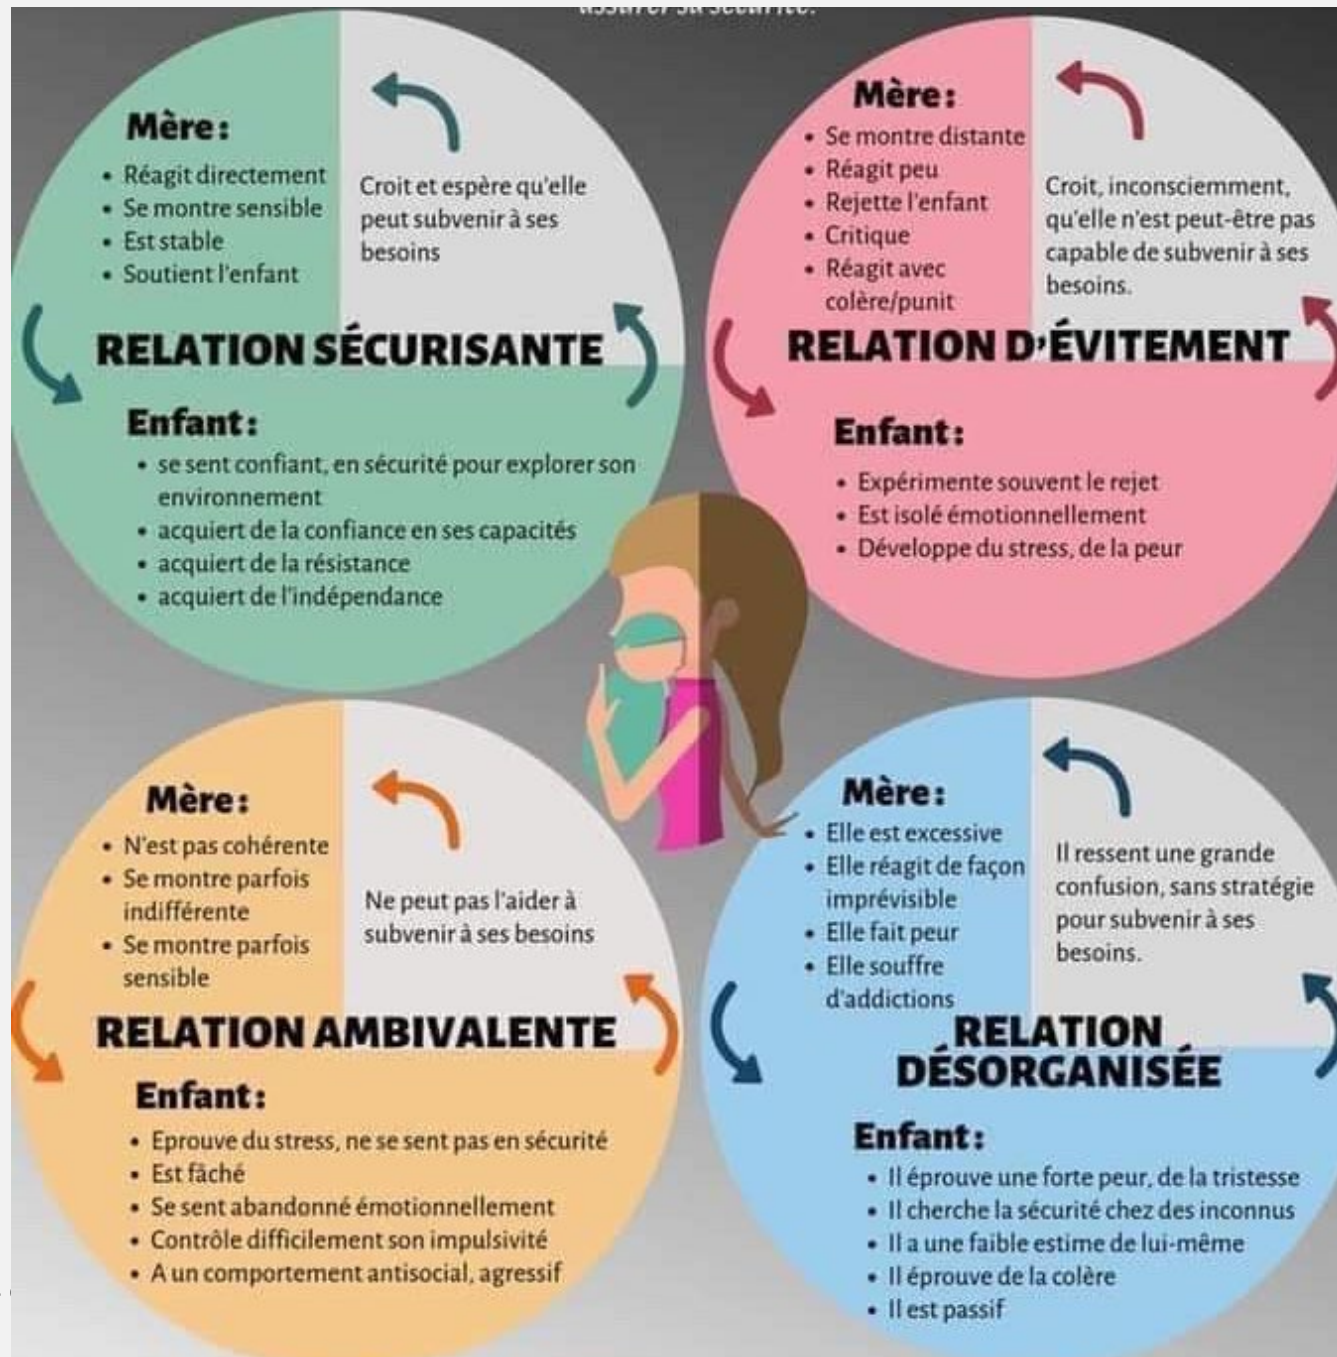 assurer sa sécurité.
Mère :
• Réagit directement
• Se montre sensible
• Est stable
• Soutient l'enfant
Croit et espère qu'elle
peut subvenir à ses
besoins
RELATION SÉCURISANTE
Enfant :
• se sent confiant, en sécurité pour explorer son
environnement
• acquiert de la confiance en ses capacités
• acquiert de la résistance
• acquiert de l'indépendance
Mère :
• Se montre distante
• Réagit peu
• Rejette l'enfant
• Critique
• Réagit avec
colère/punit
Croit, inconsciemment,
qu'elle n'est peut-être pas
capable de subvenir à ses
besoins.
RELATION D'ÉVITEMENT
Enfant :
• Expérimente souvent le rejet
• Est isolé émotionnellement
• Développe du stress, de la peur
Mère :
• N'est pas cohérente
• Se montre parfois
indifférente
• Se montre parfois
sensible
Ne peut pas l'aider à
subvenir à ses besoins
RELATION AMBIVALENTE
Enfant :
• Eprouve du stress, ne se sent pas en sécurité
• Est fâché
• Se sent abandonné émotionnellement
• Contrôle difficilement son impulsivité
• A un comportement antisocial, agressif
Mère :
• Elle est excessive
• Elle réagit de façon
imprévisible
• Elle fait peur
• Elle souffre
d'addictions
Il ressent une grande
confusion, sans stratégie
pour subvenir à ses
besoins.
RELATION
DÉSORGANISÉE
Enfant :
• Il éprouve une forte peur, de la tristesse
• Il cherche la sécurité chez des inconnus
• Il a une faible estime de lui-même
• Il éprouve de la colère
• Il est passif